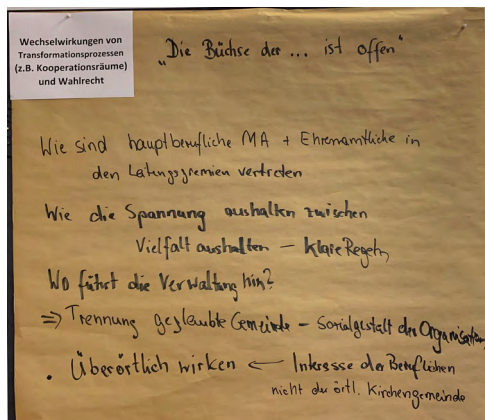 Wechselwirkungen von
Transformationsprozessen
(z.B. Kooperationsräume)
und Wahlrecht
„Die Büchse der ... ist offen“
Wie sind hauptberufliche MA + Ehrenamtliche in
den Leitungsgremien vertreten
Wie die Spannung aushalten zwischen
Vielfalt aushalten – klare Regeln
Wo führt die Verwaltung hin?
⇒ Trennung geglaubte Gemeinde – Sozialgestalt der Organisation
. Überörtlich wirken ← Interesse der Beruflichen
nicht der örtl. Kirchengemeinde